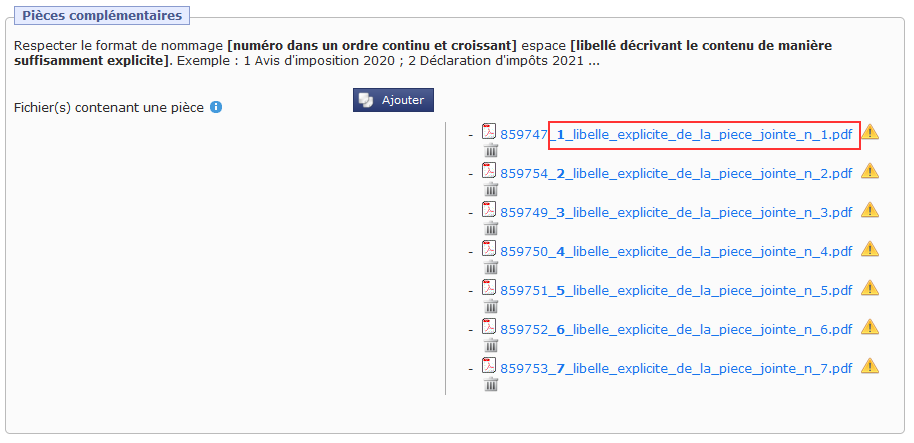 Pièces complémentaires
Respecter le format de nommage [numéro dans un ordre continu et croissant] espace [libellé décrivant le contenu de manière
suffisamment explicite]. Exemple : 1 Avis d'imposition 2020 ; 2 Déclaration d'impôts 2021 ...
Fichier(s) contenant une pièce
Ajouter
- 859747_1_libelle_explicite_de_la_piece_jointe_n_1.pdf
- 859754_2_libelle_explicite_de_la_piece_jointe_n_2.pdf
- 859749_3_libelle_explicite_de_la_piece_jointe_n_3.pdf
- 859750_4_libelle_explicite_de_la_piece_jointe_n_4.pdf
- 859751_5_libelle_explicite_de_la_piece_jointe_n_5.pdf
- 859752_6_libelle_explicite_de_la_piece_jointe_n_6.pdf
- 859753_7_libelle_explicite_de_la_piece_jointe_n_7.pdf